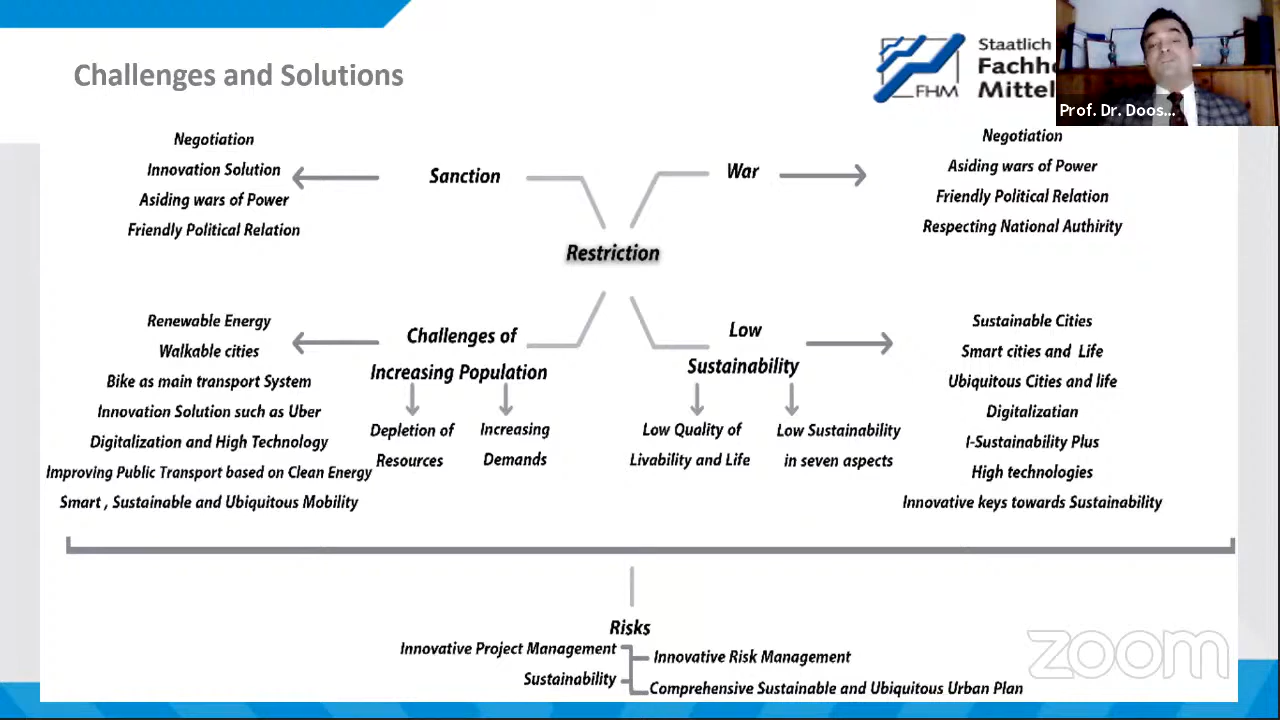 Challenges and Solutions
FHM
Staatlich
Fachho
Mittel
Prof. Dr. Doos...
Negotiation
Innovation Solution
Asiding wars of Power
Friendly Political Relation
Sanction
War
Negotiation
Asiding wars of Power
Friendly Political Relation
Respecting National Authirity
Restriction
Renewable Energy
Walkable cities
Bike as main transport System
Innovation Solution such as Uber
Digitalization and High Technology
Improving Public Transport based on Clean Energy
Smart , Sustainable and Ubiquitous Mobility
Challenges of
Increasing Population
Depletion of
Resources
Increasing
Demands
Low
Sustainability
Low Quality of
Livability and Life
Low Sustainability
in seven aspects
Sustainable Cities
Smart cities and Life
Ubiquitous Cities and life
Digitalizatian
I-Sustainability Plus
High technologies
Innovative keys towards Sustainability
Risks
Innovative Project Management
Sustainability
Innovative Risk Management
Comprehensive Sustainable and Ubiquitous Urban Plan
zoom